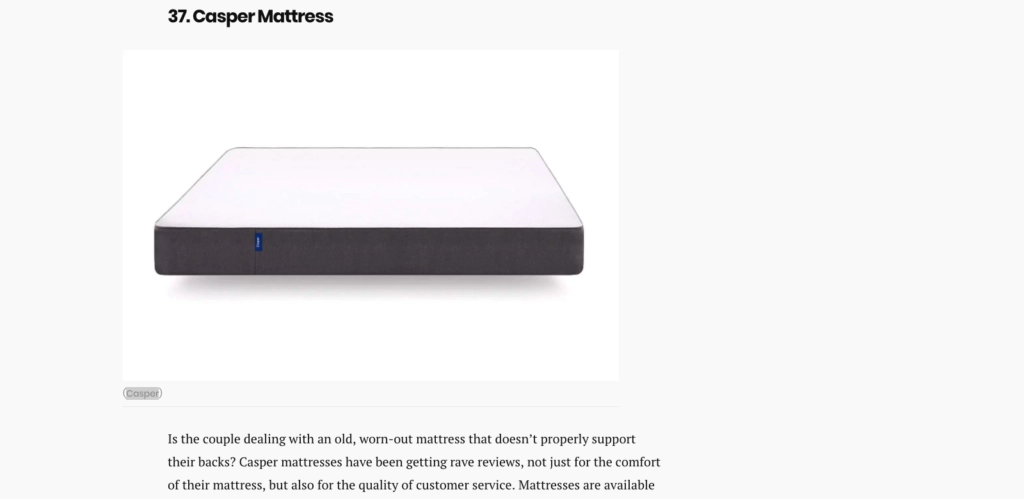 37. Casper Mattress
(Casper)
Is the couple dealing with an old, worn-out mattress that doesn’t properly support
their backs? Casper mattresses have been getting rave reviews, not just for the comfort
of their mattress, but also for the quality of customer service. Mattresses are available